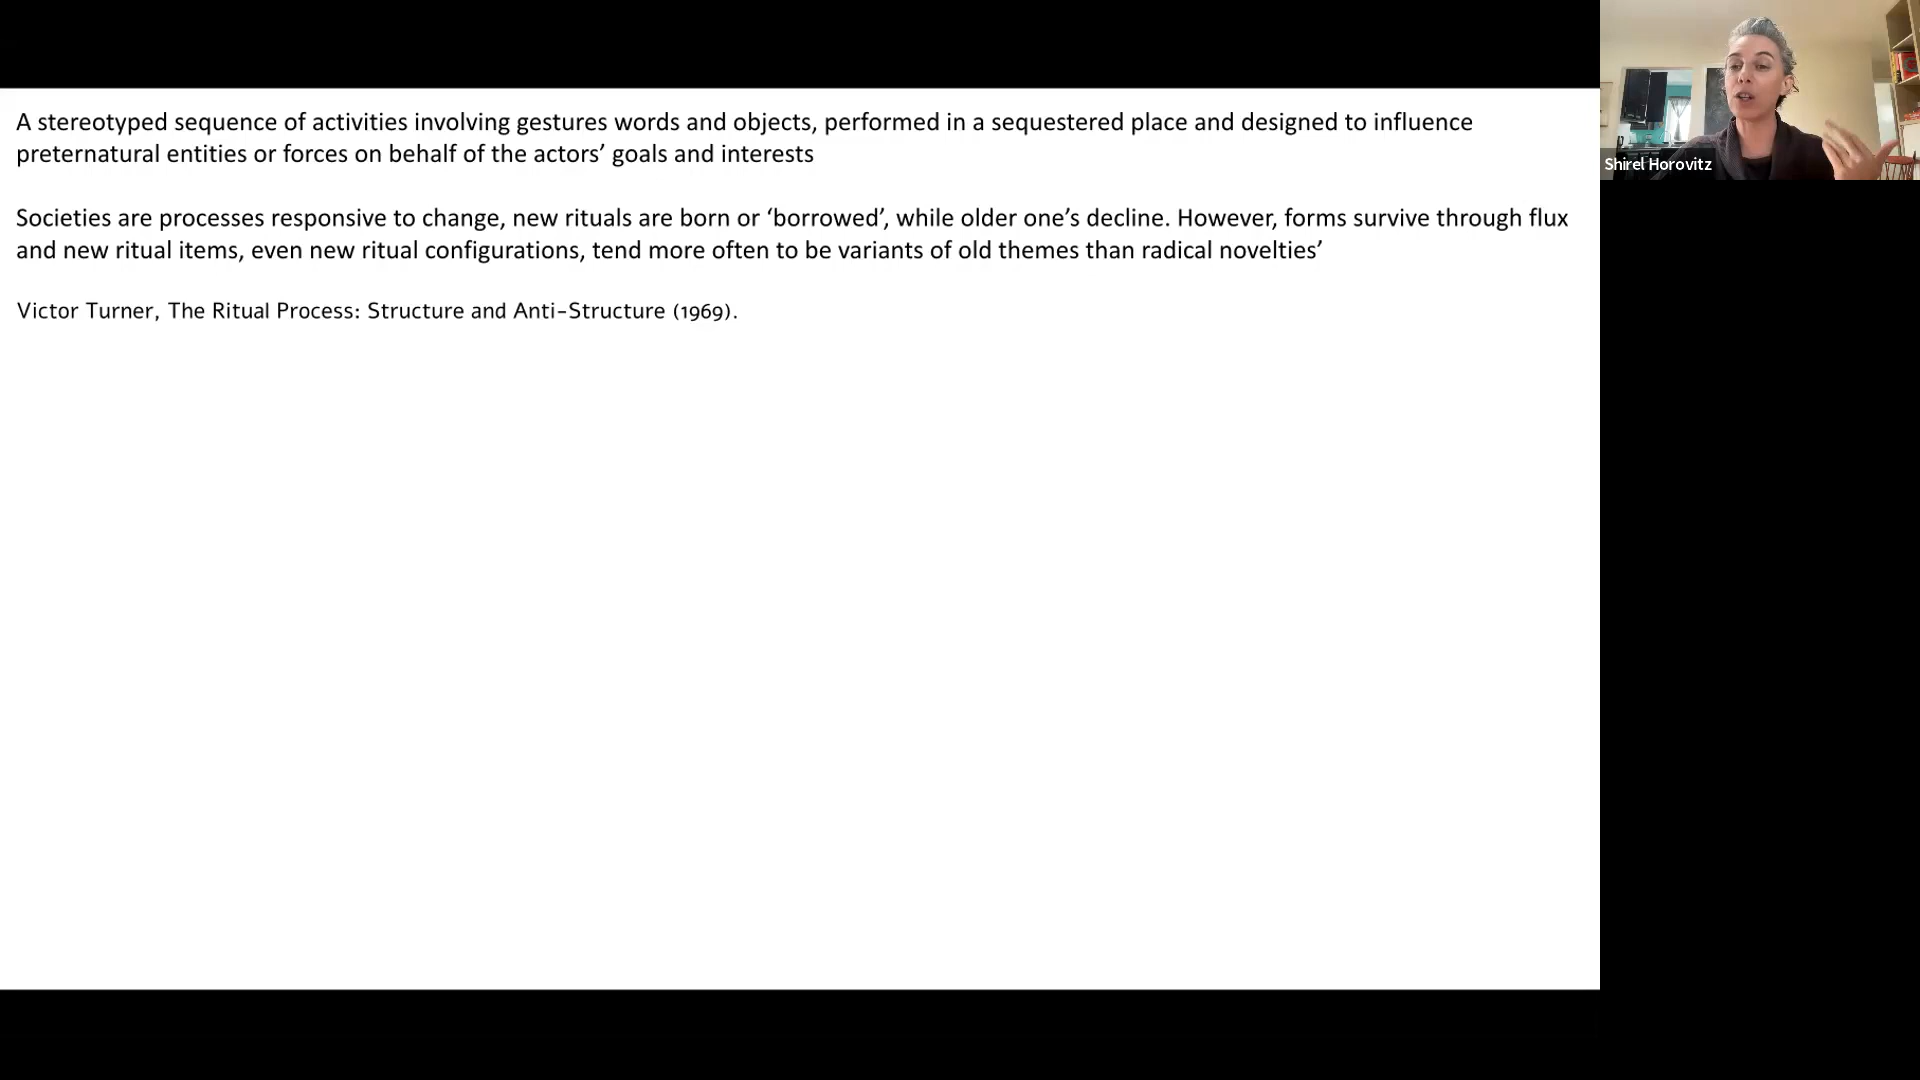 A stereotyped sequence of activities involving gestures words and objects, performed in a sequestered place and designed to influence
preternatural entities or forces on behalf of the actors’ goals and interests
Societies are processes responsive to change, new rituals are born or ‘borrowed’, while older one’s decline. However, forms survive through flux
and new ritual items, even new ritual configurations, tend more often to be variants of old themes than radical novelties’
Victor Turner, The Ritual Process: Structure and Anti-Structure (1969).
Shirel Horovitz